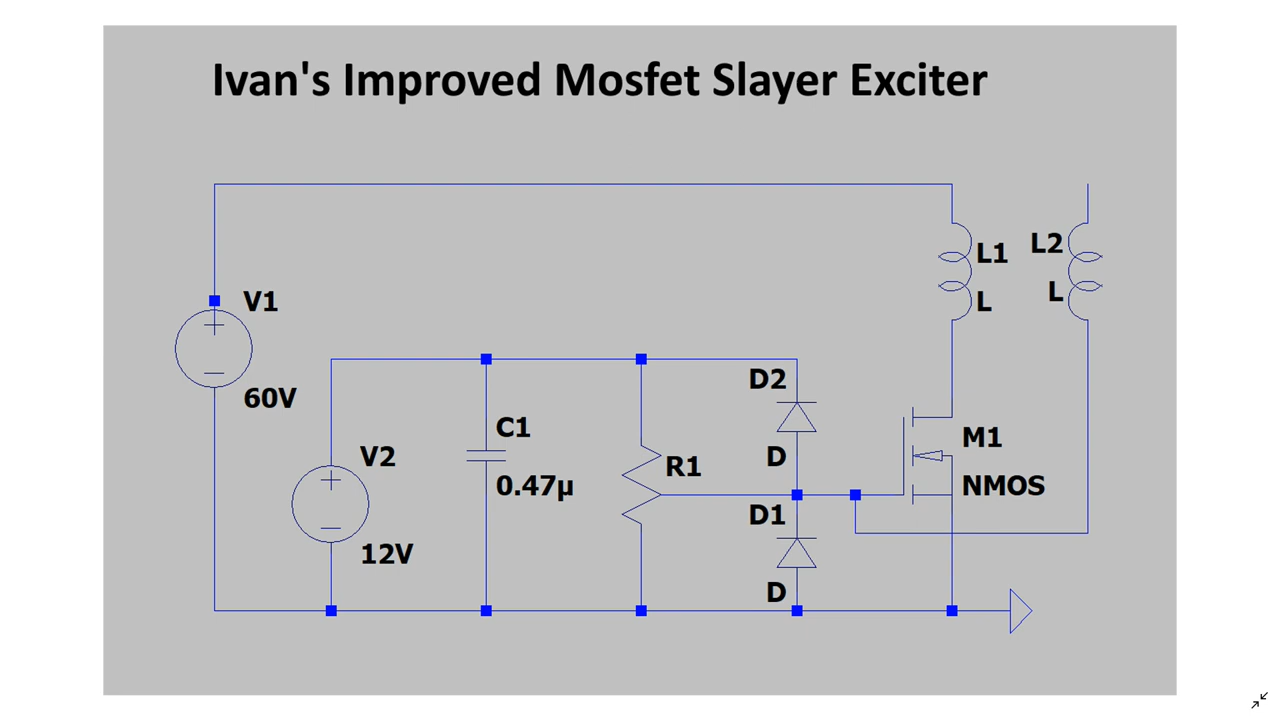 Ivan's Improved Mosfet Slayer Exciter
L1
L2
L
L
V1
60V
D2
D
V2
12V
C1
0.47µ
R1
M1
NMOS
D1
D